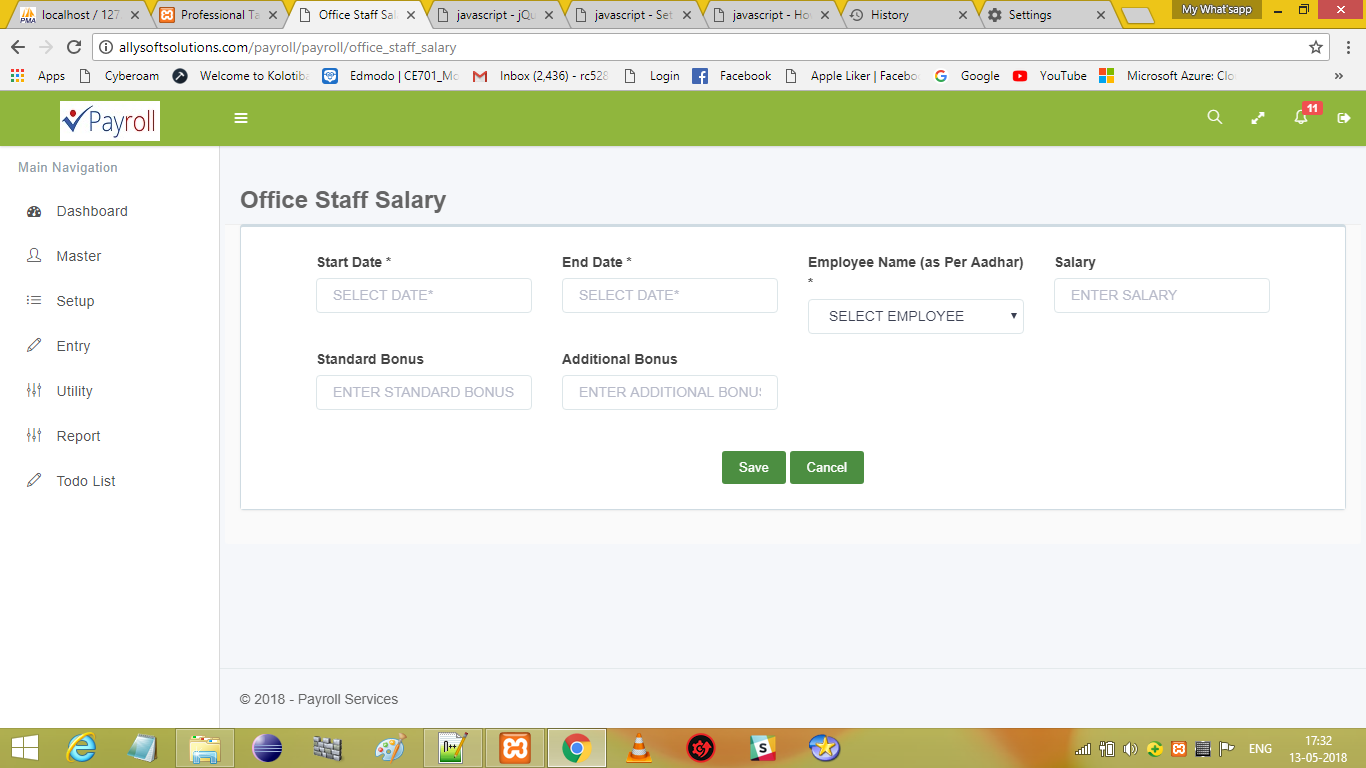 localhost / 127
Professional Ta
Office Staff Sal
javascript - jQu
javascript - Set
javascript - Ho
History
Settings
My What'sapp
allysoftsolutions.com/payroll/payroll/office_staff_salary
Apps
Cyberoam
Welcome to Kolotiba
Edmodo | CE701_Mo
Inbox (2,436) - rc528
Login
Facebook
Apple Liker | Facebo
Google
YouTube
Microsoft Azure: Clo
»
Payroll
11
Main Navigation
Dashboard
Master
Setup
Entry
Utility
Report
Todo List
Office Staff Salary
Start Date *
End Date *
Employee Name (as Per Aadhar)
*
Salary
SELECT DATE*
SELECT DATE*
SELECT EMPLOYEE
ENTER SALARY
Standard Bonus
Additional Bonus
ENTER STANDARD BONUS
ENTER ADDITIONAL BONUS
Save
Cancel
© 2018 - Payroll Services
ENG
17:32
13-05-2018